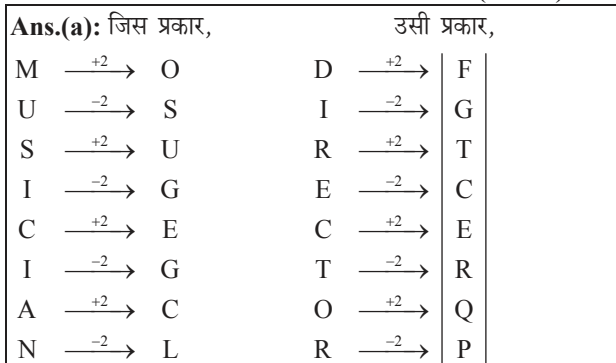 Ans.(a): जिस प्रकार, उसी प्रकार,
M +2 → O D +2 → F
U −2 → S I −2 → G
S +2 → U R +2 → T
I −2 → G E −2 → C
C +2 → E C +2 → E
I −2 → G T −2 → R
A +2 → C O +2 → Q
N −2 → L R −2 → P